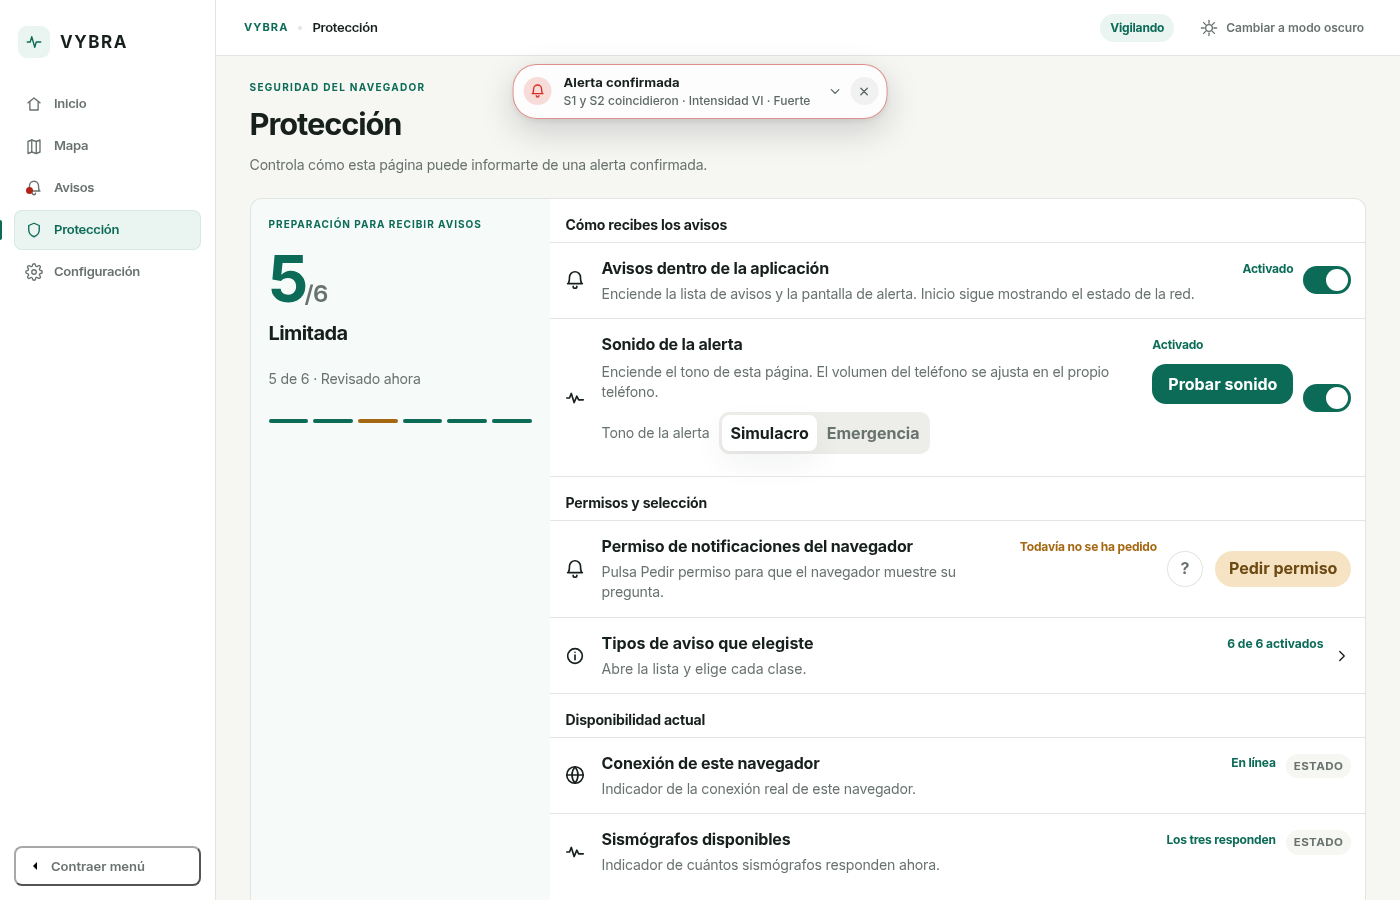 VYBRA
Inicio
Mapa
Avisos
Protección
Configuración
Contraer menú
VYBRA
Protección
Vigilando
Cambiar a modo oscuro
Alerta confirmada
S1 y S2 coincidieron · Intensidad VI · Fuerte
SEGURIDAD DEL NAVEGADOR
Protección
Controla cómo esta página puede informarte de una alerta confirmada.
PREPARACIÓN PARA RECIBIR AVISOS
5/6
Limitada
5 de 6 · Revisado ahora
Cómo recibes los avisos
Avisos dentro de la aplicación
Activado
Enciende la lista de avisos y la pantalla de alerta. Inicio sigue mostrando el estado de la red.
Sonido de la alerta
Activado
Enciende el tono de esta página. El volumen del teléfono se ajusta en el propio
teléfono.
Probar sonido
Tono de la alerta
Simulacro
Emergencia
Permisos y selección
Permiso de notificaciones del navegador
Todavía no se ha pedido
Pulsa Pedir permiso para que el navegador muestre su
pregunta.
?
Pedir permiso
Tipos de aviso que elegiste
6 de 6 activados
Abre la lista y elige cada clase.
Disponibilidad actual
Conexión de este navegador
En línea
ESTADO
Indicador de la conexión real de este navegador.
Sismógrafos disponibles
Los tres responden
ESTADO
Indicador de cuántos sismógrafos responden ahora.